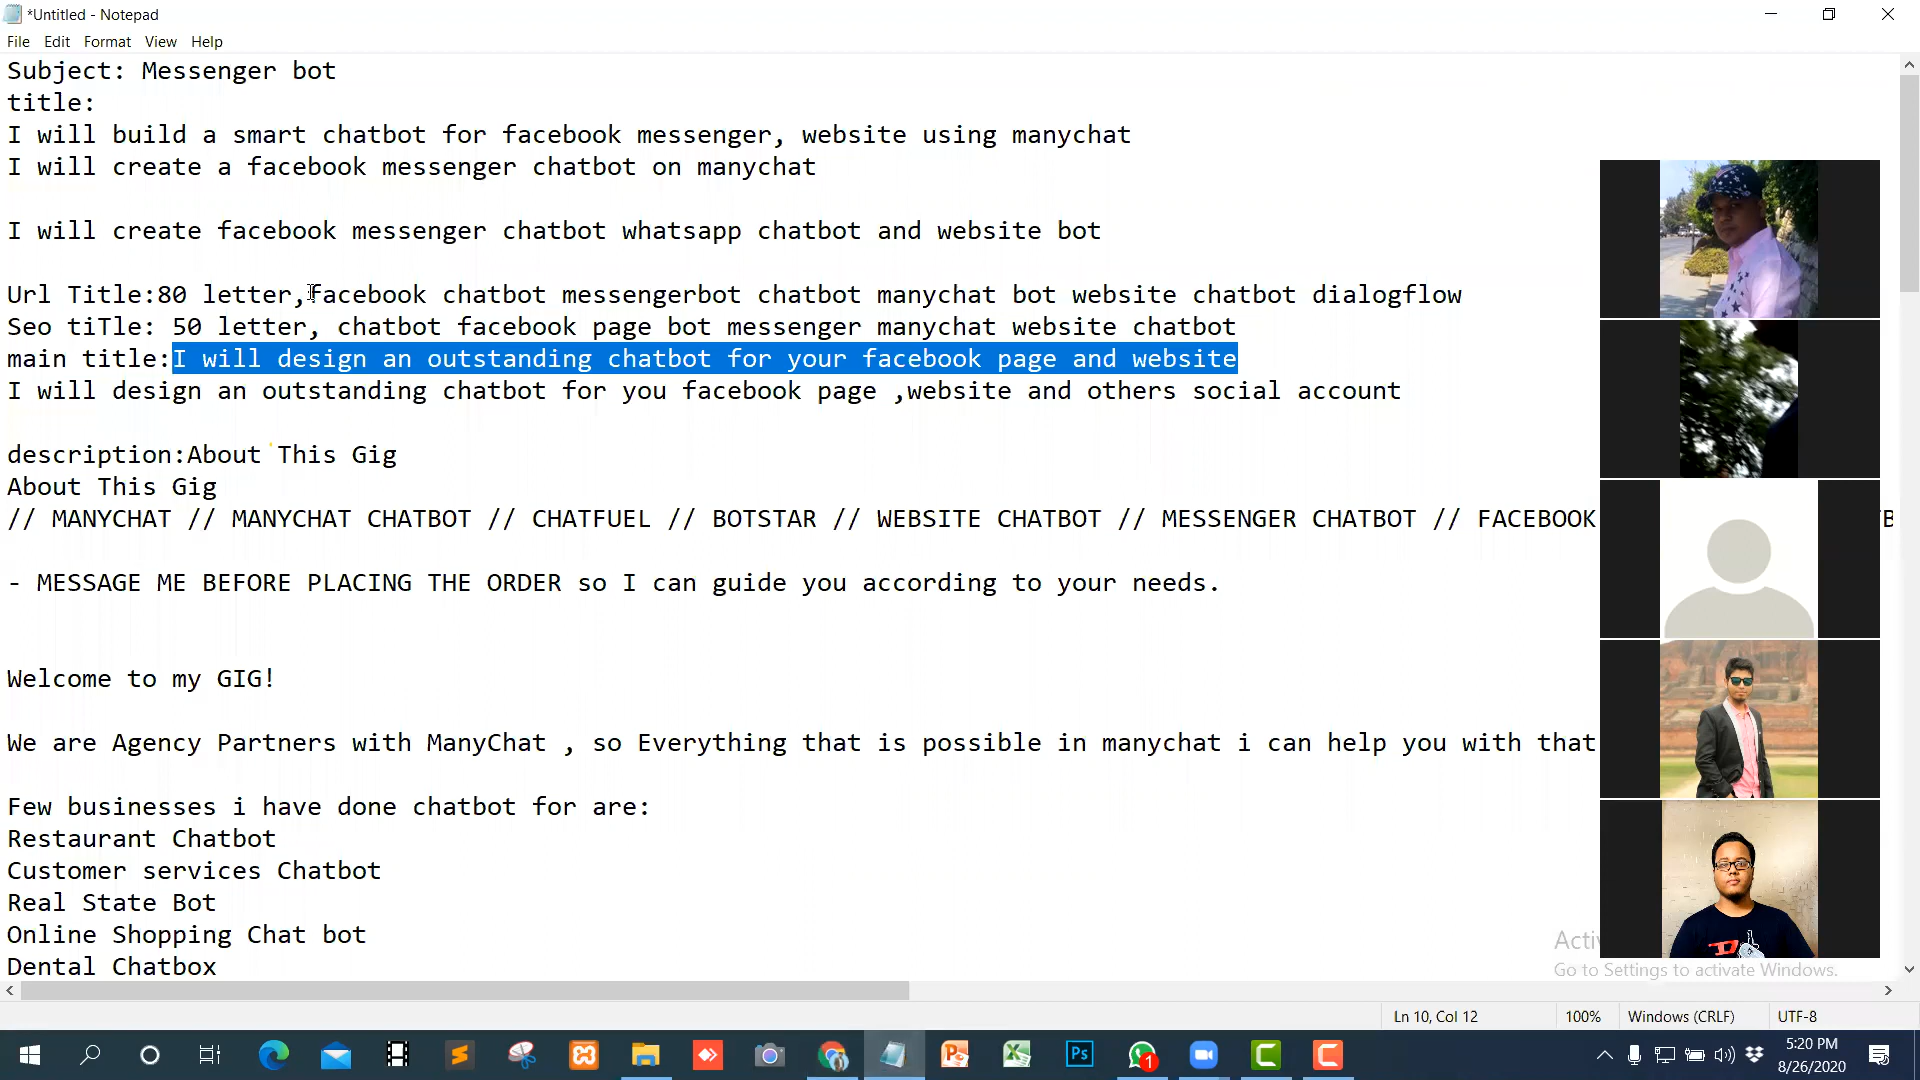 *Untitled - Notepad
File Edit Format View Help
Subject: Messenger bot
title:
I will build a smart chatbot for facebook messenger, website using manychat
I will create a facebook messenger chatbot on manychat
I will create facebook messenger chatbot whatsapp chatbot and website bot
Url Title:80 letter,facebook chatbot messengerbot chatbot manychat bot website chatbot dialogflow
Seo tiTle: 50 letter, chatbot facebook page bot messenger manychat website chatbot
main title:I will design an outstanding chatbot for your facebook page and website
I will design an outstanding chatbot for you facebook page ,website and others social account
description:About This Gig
About This Gig
// MANYCHAT // MANYCHAT CHATBOT // CHATFUEL // BOTSTAR // WEBSITE CHATBOT // MESSENGER CHATBOT // FACEBOOK
- MESSAGE ME BEFORE PLACING THE ORDER so I can guide you according to your needs.
Welcome to my GIG!
We are Agency Partners with ManyChat , so Everything that is possible in manychat i can help you with that
Few businesses i have done chatbot for are:
Restaurant Chatbot
Customer services Chatbot
Real State Bot
Online Shopping Chat bot
Dental Chatbox
Go to Settings to activate Windows.
Ln 10, Col 12 100% Windows (CRLF) UTF-8
Ps 1
5:20 PM
8/26/2020